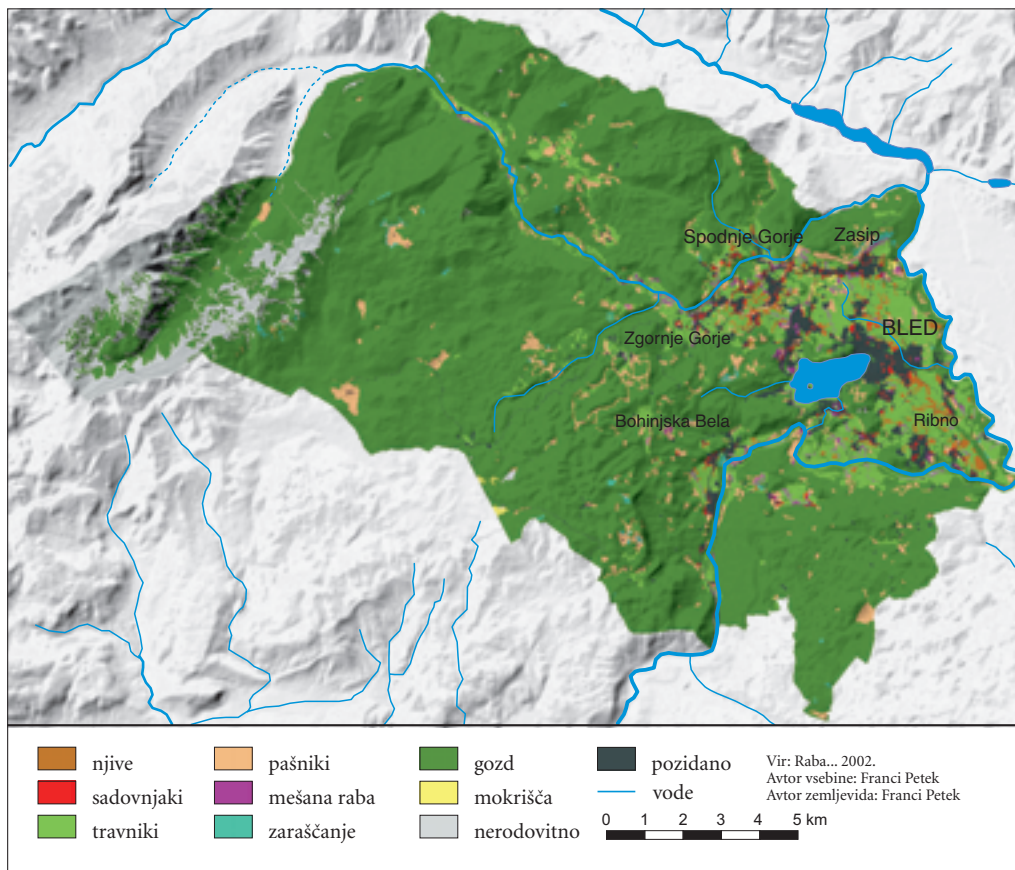 Spodnje Gorje
Zasip
BLED
Zgornje Gorje
Bohinjska Bela
Ribno
njive
sadovnjaki
travniki
pašniki
mešana raba
zaraščanje
gozd
mokrišča
nerodovitno
pozidano
vode
Vir: Raba... 2002.
Avtor vsebine: Franci Petek
Avtor zemljevida: Franci Petek
0 1 2 3 4 5 km